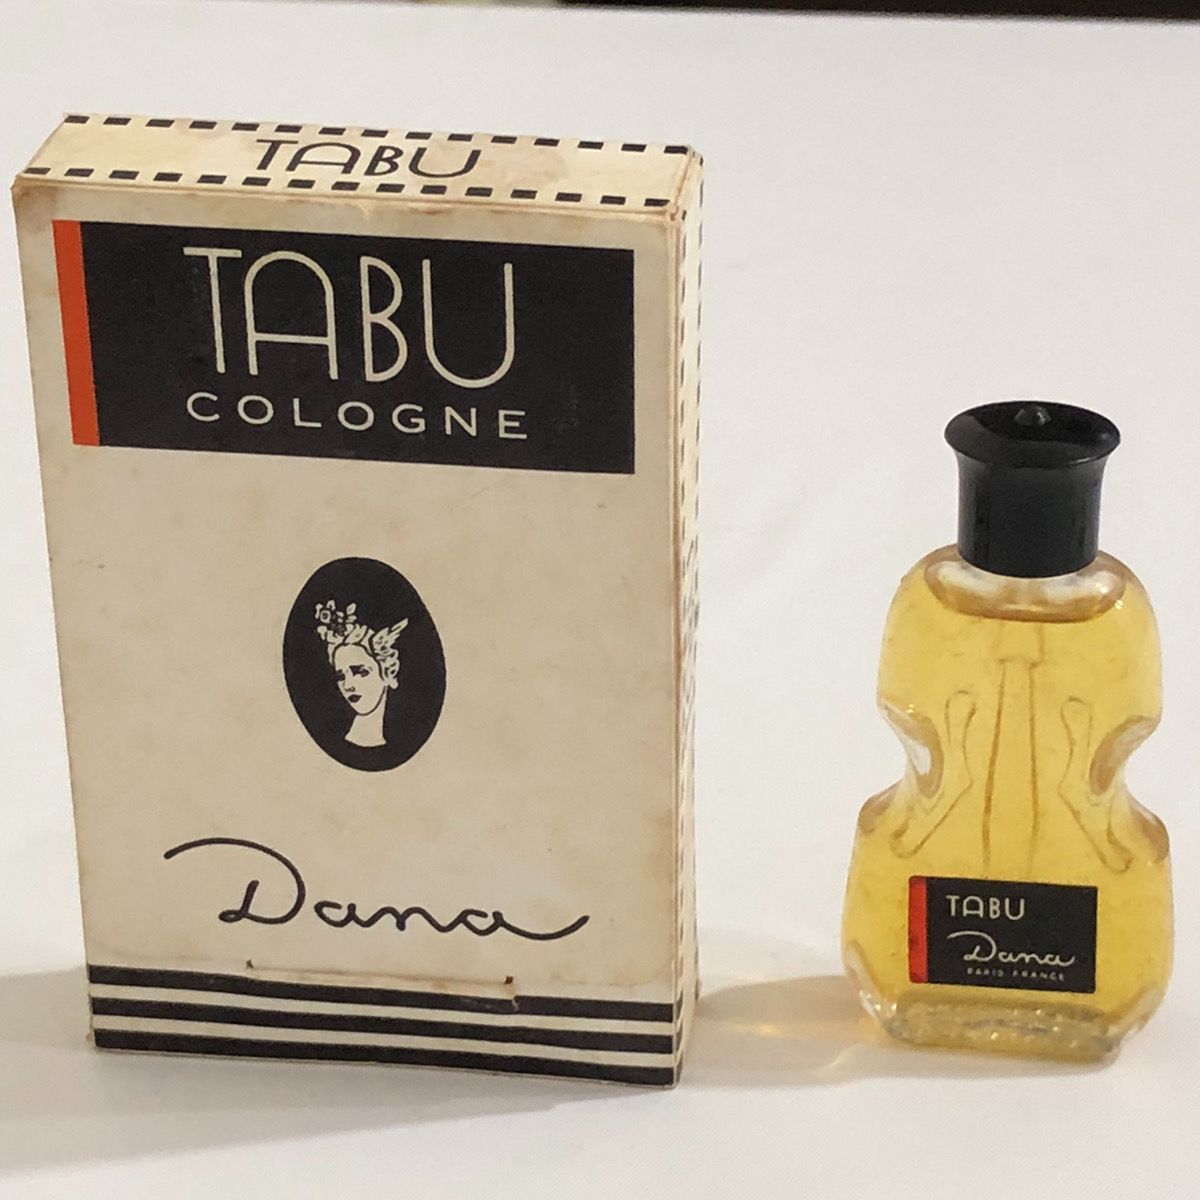 TABU
TABU
COLOGNE
Dana
TABU
Dana
PARIS FRANCE